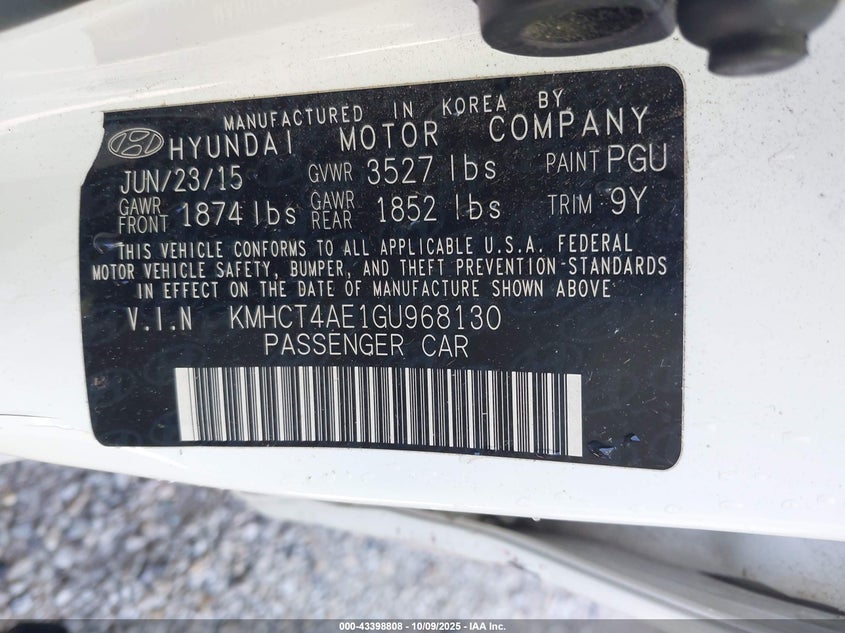 MANUFACTURED IN KOREA BY
HYUNDAI MOTOR COMPANY
JUN/23/15 GVWR 3527 lbs PAINT PGU
GAWR FRONT 1874 lbs GAWR REAR 1852 lbs TRIM 9Y
THIS VEHICLE CONFORMS TO ALL APPLICABLE U.S.A. FEDERAL
MOTOR VEHICLE SAFETY, BUMPER, AND THEFT PREVENTION STANDARDS
IN EFFECT ON THE DATE OF MANUFACTURE SHOWN ABOVE
V.I.N KMHCT4AE1GU968130
PASSENGER CAR
000-43398808 - 10/09/2025 - IAA Inc.